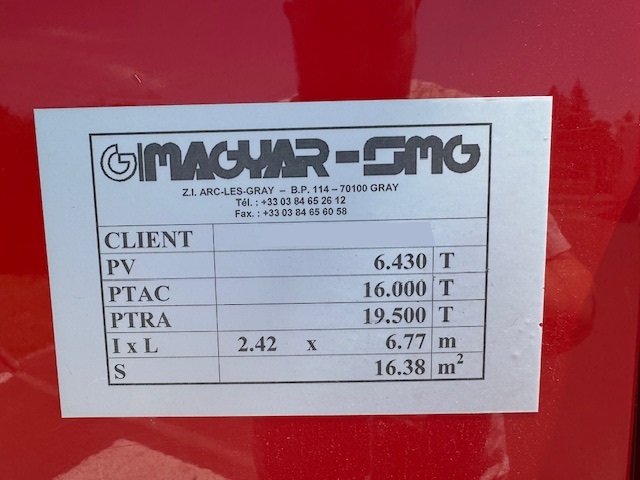 GMAGYAR-SMG
Z.I. ARC-LES-GRAY – B.P. 114 – 70100 GRAY
Tél. : +33 03 84 65 26 12
Fax. : +33 03 84 65 60 58
CLIENT
PV 6.430 T
PTAC 16.000 T
PTRA 19.500 T
I x L 2.42 x 6.77 m
S 16.38 m²